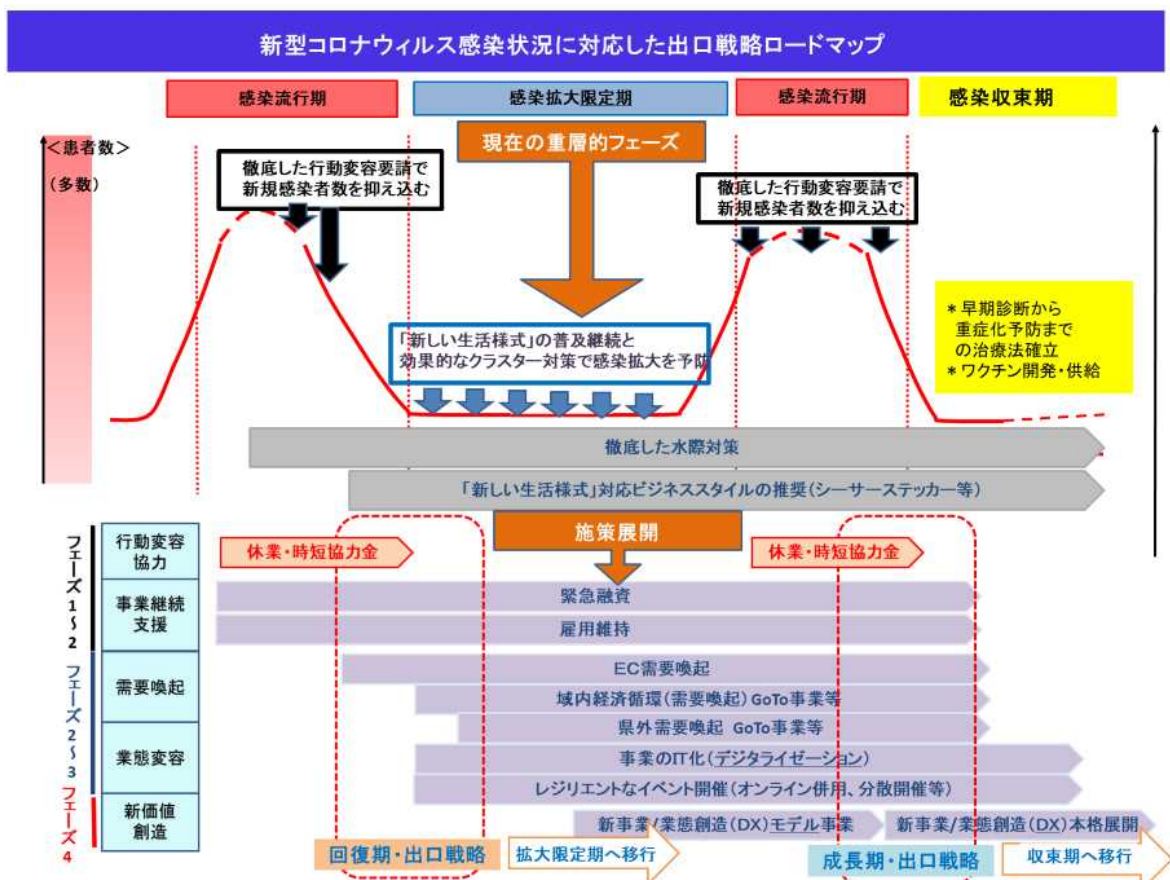 新型コロナウィルス感染状況に対応した出口戦略ロードマップ
感染流行期
感染拡大限定期
感染流行期
感染収束期
<患者数>
(多数)
現在の重層的フェーズ
徹底した行動変容要請で
新規感染者数を抑え込む
徹底した行動変容要請で
新規感染者数を抑え込む
「新しい生活様式」の普及継続と
効果的なクラスター対策で感染拡大を予防
*早期診断から
重症化予防まで
の治療法確立
*ワクチン開発・供給
徹底した水際対策
「新しい生活様式」対応ビジネススタイルの推奨(シーサーステッカー等)
施策展開
フェーズ1~2
行動変容
協力
休業・時短協力金
休業・時短協力金
事業継続
支援
緊急融資
雇用維持
フェーズ2~3
需要喚起
EC需要喚起
域内経済循環(需要喚起)GoTo事業等
県外需要喚起 GoTo事業等
業態変容
事業のIT化(デジタライゼーション)
レジリエントなイベント開催(オンライン併用、分散開催等)
フェーズ4
新価値
創造
新事業/業態創造(DX)モデル事業
新事業/業態創造(DX)本格展開
回復期・出口戦略
拡大限定期へ移行
成長期・出口戦略
収束期へ移行